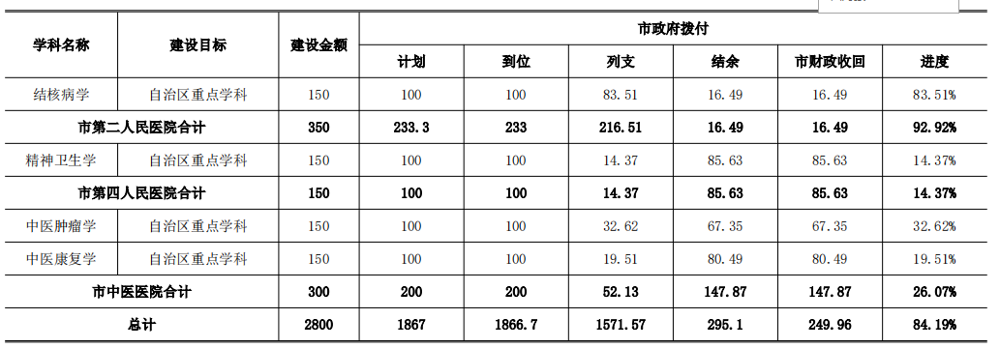 学科名称 建设目标 建设金额 市政府拨付
计划 到位 列支 结余 市财政收回 进度
结核病学 自治区重点学科 150 100 100 83.51 16.49 16.49 83.51%
市第二人民医院合计 350 233.3 233 216.51 16.49 16.49 92.92%
精神卫生学 自治区重点学科 150 100 100 14.37 85.63 85.63 14.37%
市第四人民医院合计 150 100 100 14.37 85.63 85.63 14.37%
中医肿瘤学 自治区重点学科 150 100 100 32.62 67.35 67.35 32.62%
中医康复学 自治区重点学科 150 100 100 19.51 80.49 80.49 19.51%
市中医医院合计 300 200 200 52.13 147.87 147.87 26.07%
总计 2800 1867 1866.7 1571.57 295.1 249.96 84.19%